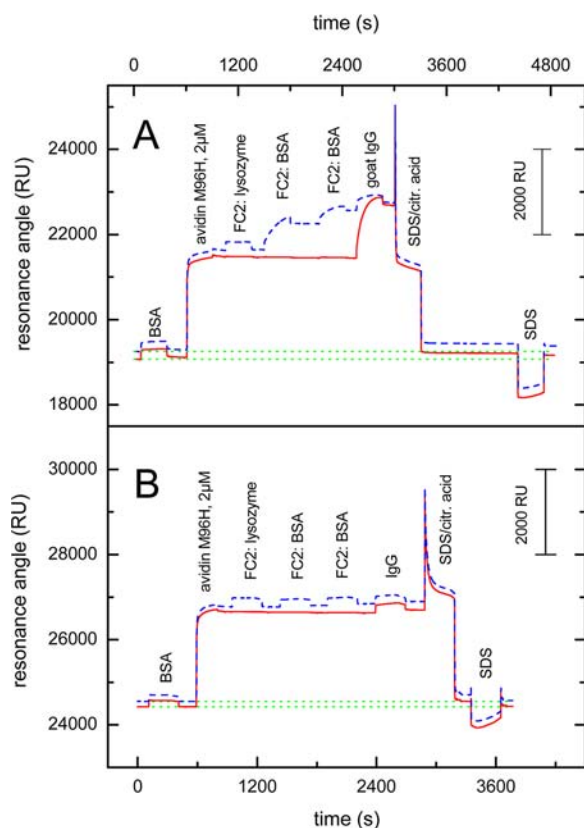 time (s)
0 1200 2400 3600 4800
A
avidin M96H, 2µM
FC2: lysozyme
FC2: BSA
FC2: BSA
goat IgG
SDS/citr. acid
2000 RU
BSA
SDS
24000
22000
20000
18000
resonance angle (RU)
B
avidin M96H, 2µM
FC2: lysozyme
FC2: BSA
FC2: BSA
IgG
SDS/citr. acid
2000 RU
BSA
SDS
30000
28000
26000
24000
resonance angle (RU)
0 1200 2400 3600
time (s)